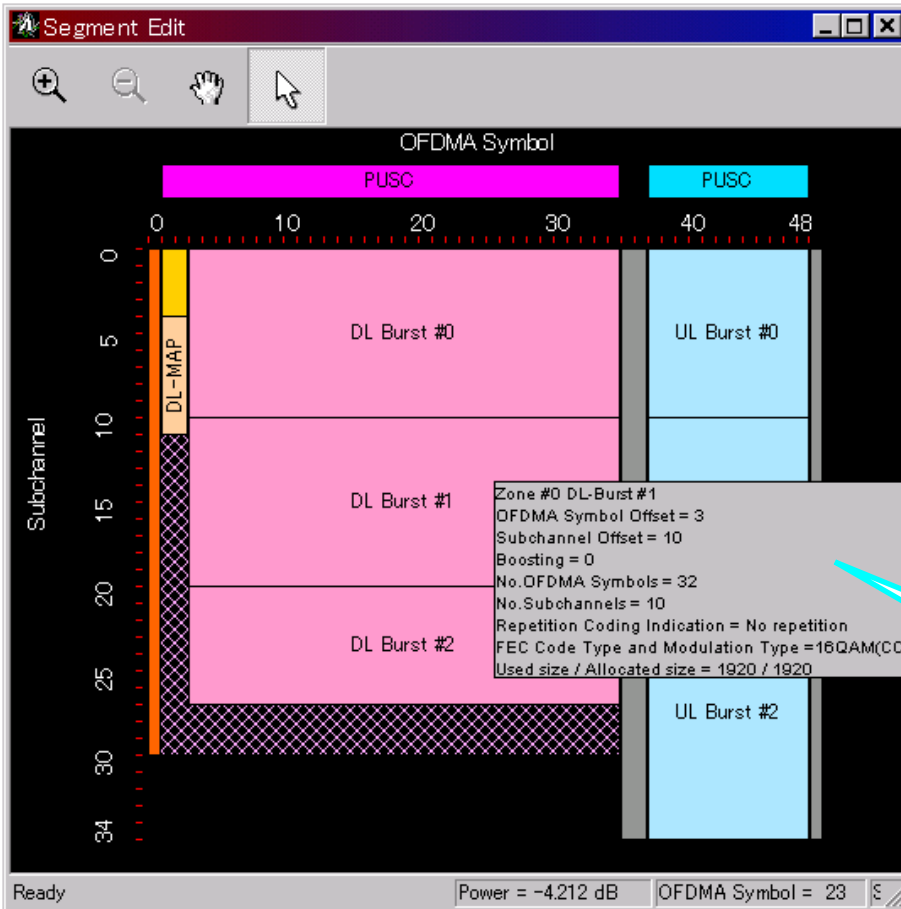 Segment Edit
OFDMA Symbol
PUSC
PUSC
0 10 20 30 40 48
0
5
10
15
20
25
30
34
Subchannel
DL-MAP
DL Burst #0
UL Burst #0
DL Burst #1
Zone #0 DL-Burst #1
OFDMA Symbol Offset = 3
Subchannel Offset = 10
Boosting = 0
No.OFDMA Symbols = 32
No.Subchannels = 10
Repetition Coding Indication = No repetition
FEC Code Type and Modulation Type =16QAM(CC
Used size / Allocated size = 1920 / 1920
DL Burst #2
UL Burst #2
Ready
Power = -4.212 dB
OFDMA Symbol = 23